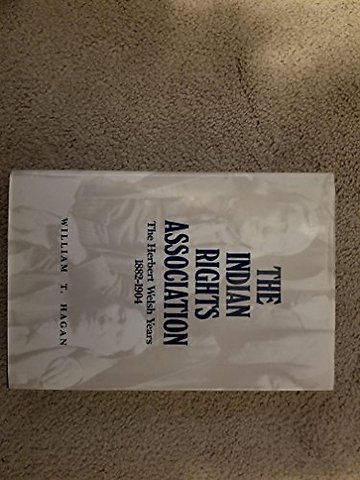 THE
INDIAN
RIGHTS
ASSOCIATION
The Herbert Welsh Years
1882-1904
WILLIAM T. HAGAN